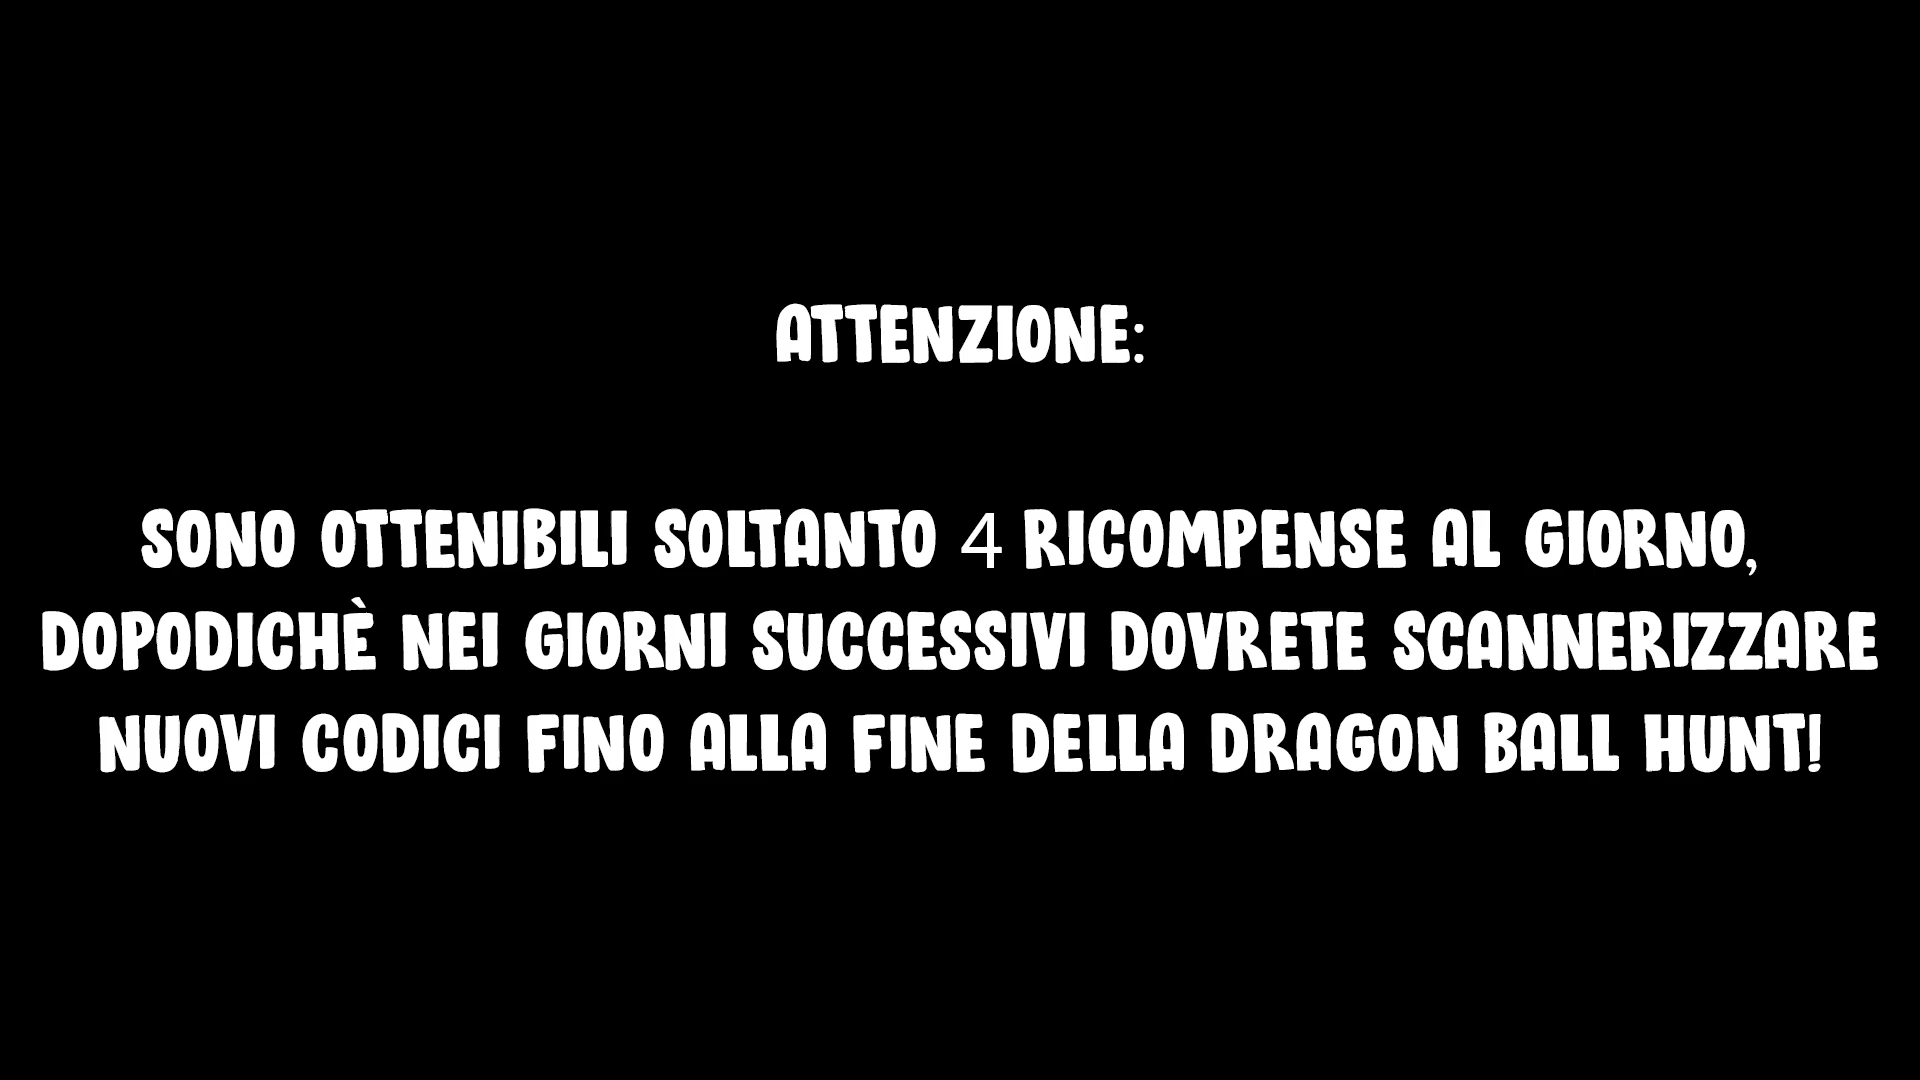 ATTENZIONE:
SONO OTTENIBILI SOLTANTO 4 RICOMPENSE AL GIORNO,
DOPODICHÈ NEI GIORNI SUCCESSIVI DOVRETE SCANNERIZZARE
NUOVI CODICI FINO ALLA FINE DELLA DRAGON BALL HUNT!